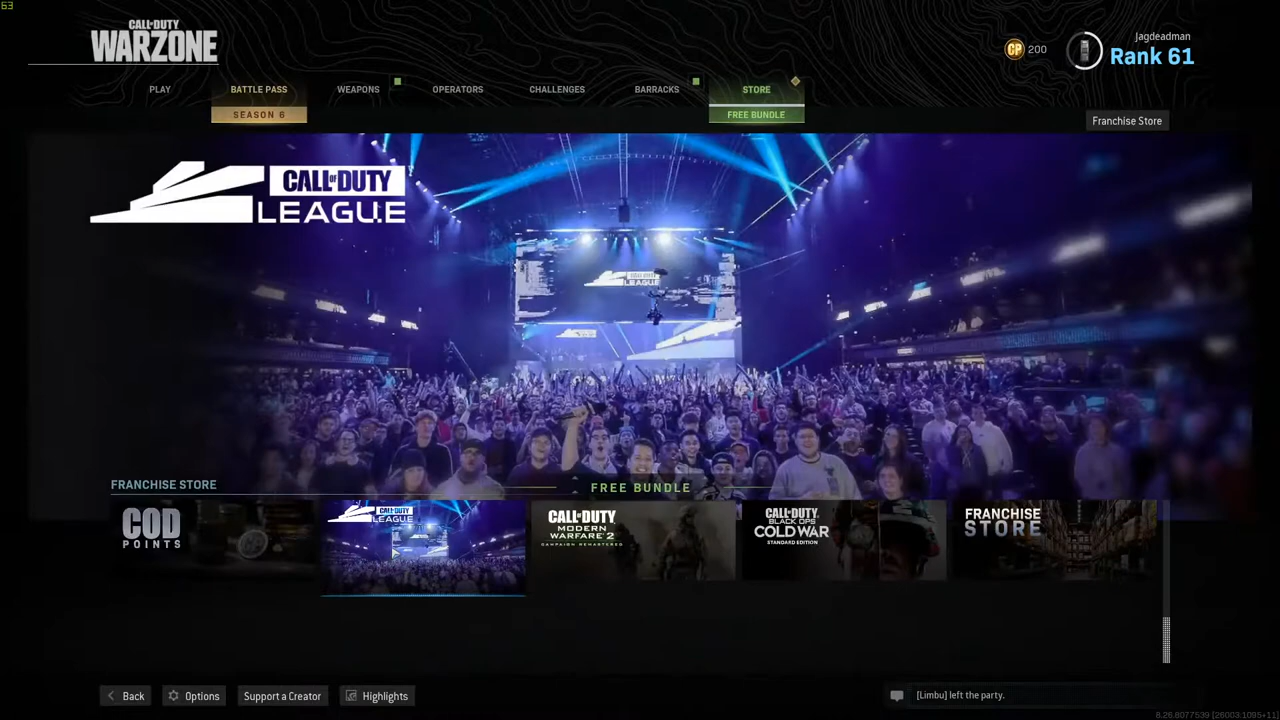 63
CALL OF DUTY
WARZONE
CP 200
Jagdeadman
Rank 61
PLAY
BATTLE PASS
WEAPONS
OPERATORS
CHALLENGES
BARRACKS
STORE
SEASON 6
FREE BUNDLE
Franchise Store
CALL OF DUTY
LEAGUE
FRANCHISE STORE
FREE BUNDLE
COD
POINTS
CALL OF DUTY
LEAGUE
CALL OF DUTY
MODERN
WARFARE 2
CAMPAIGN REMASTERED
CALL OF DUTY
BLACK OPS
COLD WAR
STANDARD EDITION
FRANCHISE
STORE
Back
Options
Support a Creator
Highlights
[Limbu] left the party.